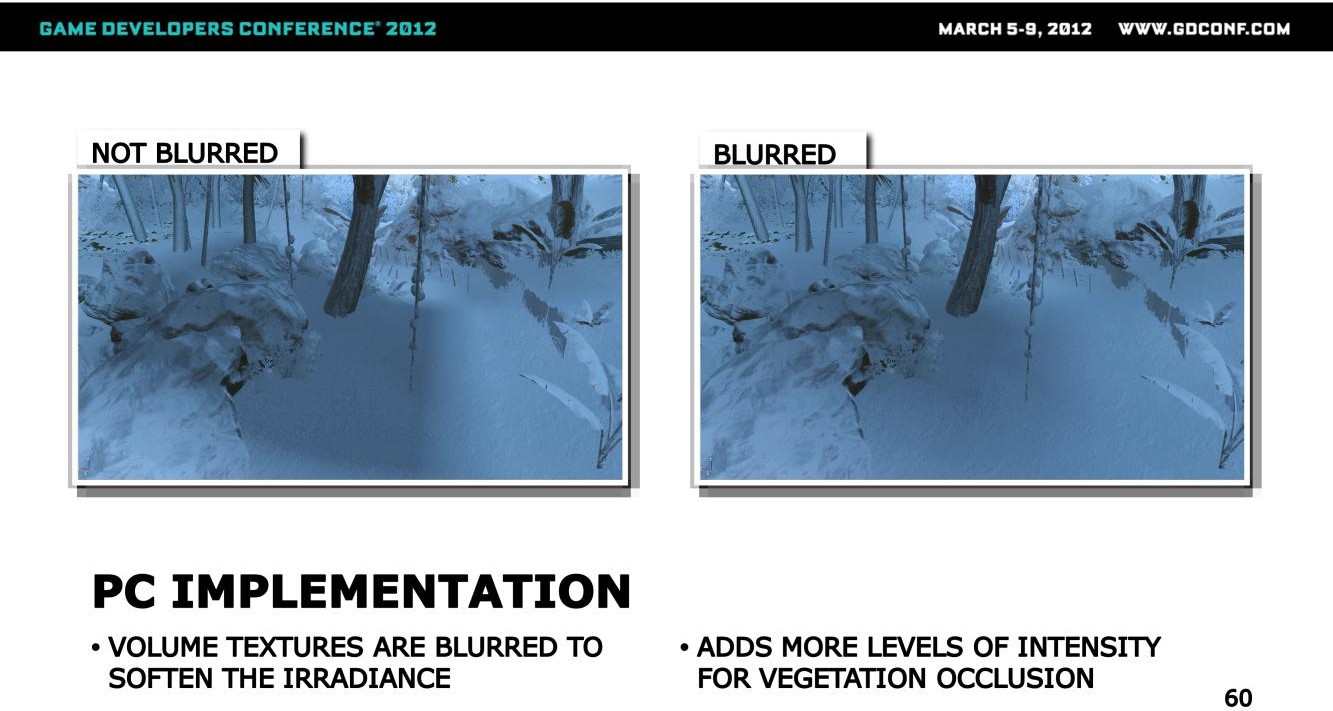 GAME DEVELOPERS CONFERENCE® 2012
MARCH 5-9, 2012 WWW.GDCONF.COM
NOT BLURRED
BLURRED
PC IMPLEMENTATION
• VOLUME TEXTURES ARE BLURRED TO
SOFTEN THE IRRADIANCE
• ADDS MORE LEVELS OF INTENSITY
FOR VEGETATION OCCLUSION
60